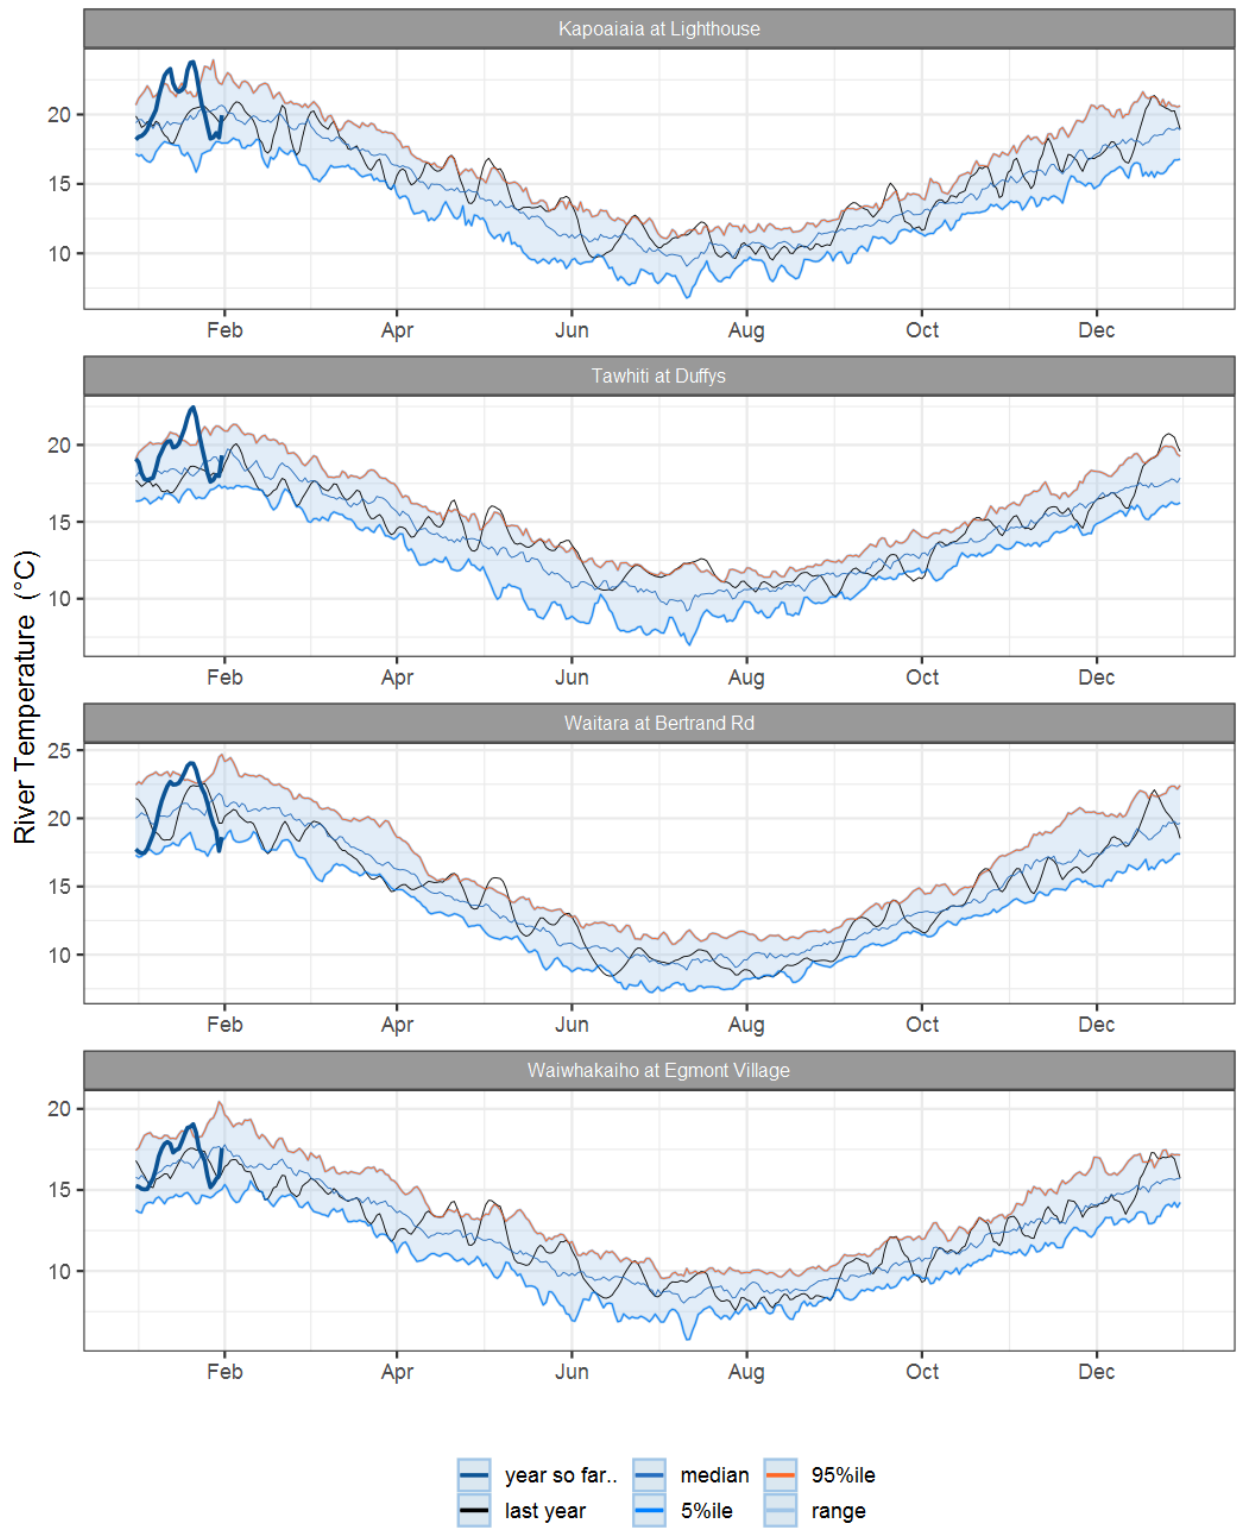 Kapoaiaia at Lighthouse
20
15
10
Feb Apr Jun Aug Oct Dec
Tawhiti at Duffys
20
15
10
Feb Apr Jun Aug Oct Dec
Waitara at Bertrand Rd
25
20
15
10
Feb Apr Jun Aug Oct Dec
Waiwhakaiho at Egmont Village
20
15
10
Feb Apr Jun Aug Oct Dec
River Temperature (°C)
year so far.. median 95%ile
last year 5%ile range